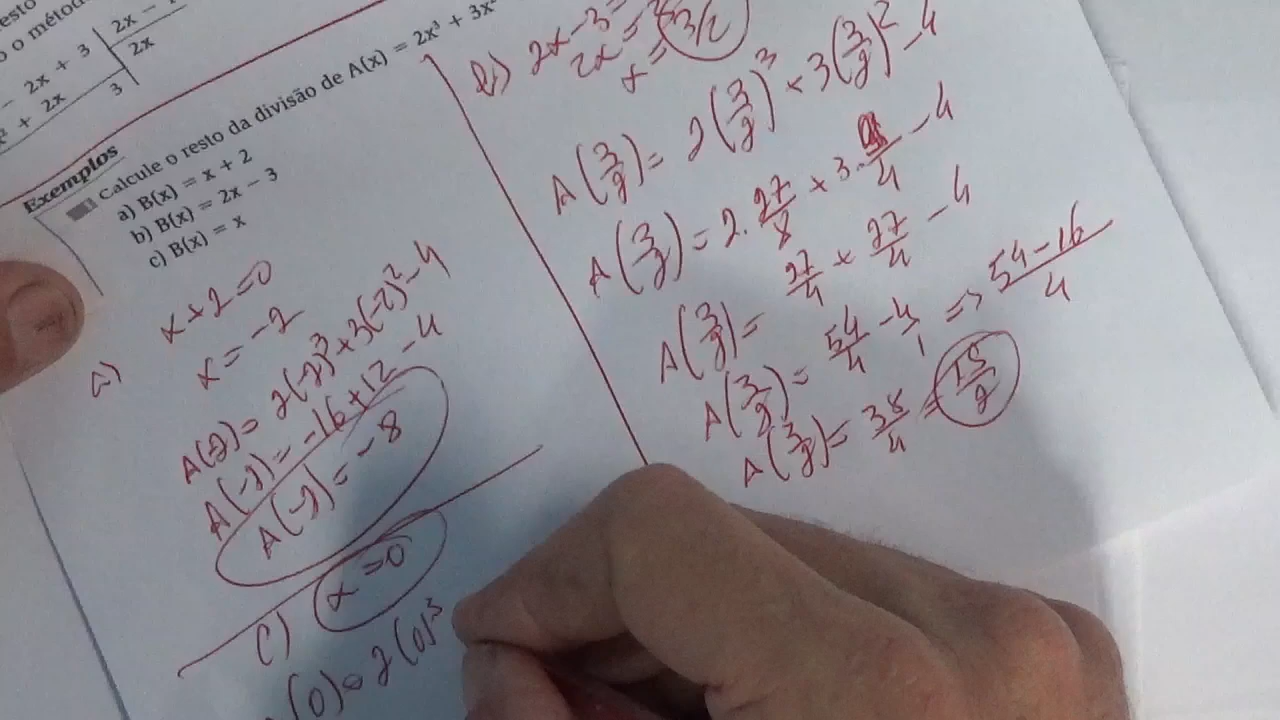 o métod
- 2x + 3 | 2x -
+ 2x 2x
3
Exemplos
Calcule o resto da divisão de A(x) = 2x³ + 3x²
a) B(x) = x + 2
b) B(x) = 2x - 3
c) B(x) = x
a) x + 2 = 0
x = -2
A(-2) = 2(-2)³ + 3(-2)² - 4
A(-2) = -16 + 12 - 4
A(-2) = -8
b) 2x - 3 =
2x = 3
x = 3/2
A(3/2) = 2(3/2)³ + 3(3/2)² - 4
A(3/2) = 2.27/8 + 3.9/4 - 4
A(3/2) = 27/4 + 27/4 - 4
A(3/2) = 54/4 - 4/1 => 54-16/4
A(3/2) = 38/4 = 15/2
c) x = 0
(0) = 2(0)³